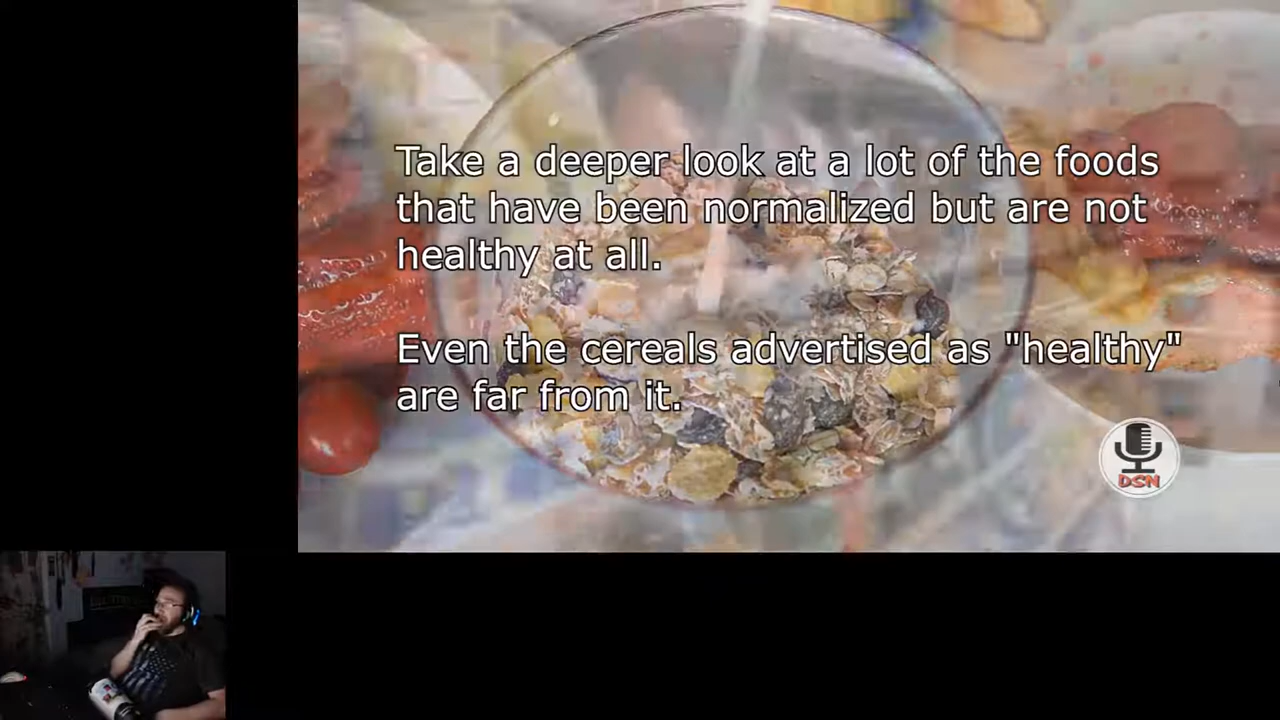 Take a deeper look at a lot of the foods
that have been normalized but are not
healthy at all.
Even the cereals advertised as "healthy"
are far from it.
DSN